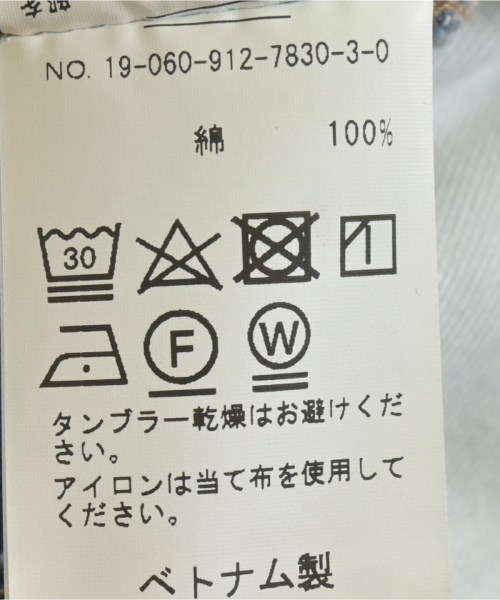 NO. 19-060-912-7830-3-0
綿 100%
30
F
W
タンブラー乾燥はお避けくだ
さい。
アイロンは当て布を使用して
ください。
ベトナム製